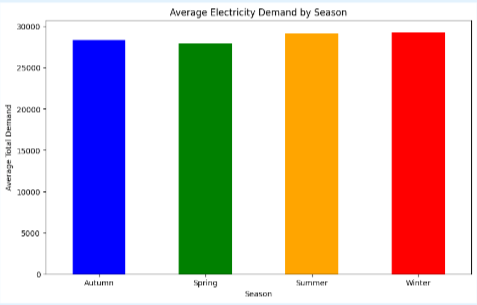 Average Electricity Demand by Season
Average Total Demand
30000
25000
20000
15000
10000
5000
0
Autumn Spring Summer Winter
Season